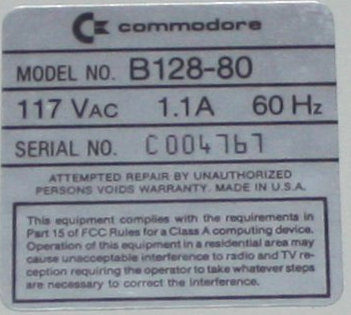 commodore
MODEL NO. B128-80
117 VAC 1.1A 60 Hz
SERIAL NO. C004767
ATTEMPTED REPAIR BY UNAUTHORIZED
PERSONS VOIDS WARRANTY. MADE IN U.S.A.
This equipment complies with the requirements in
Part 15 of FCC Rules for a Class A computing device.
Operation of this equipment in a residential area may
cause unacceptable interference to radio and TV re-
ception requiring the operator to take whatever steps
are necessary to correct the interference.